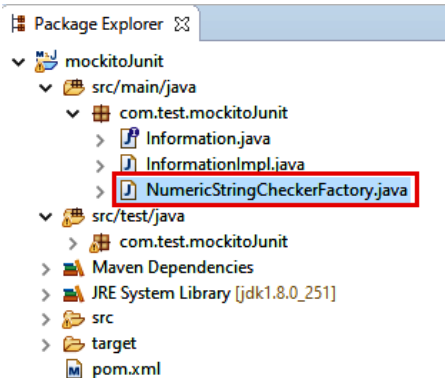 Package Explorer
mockitoJunit
src/main/java
com.test.mockitoJunit
Information.java
InformationImpl.java
NumericStringCheckerFactory.java
src/test/java
com.test.mockitoJunit
Maven Dependencies
JRE System Library [jdk1.8.0_251]
src
target
pom.xml